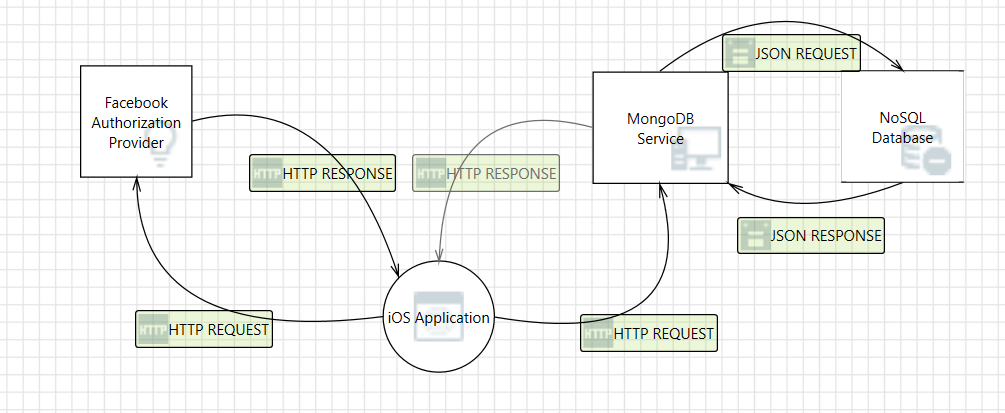 JSON REQUEST
Facebook
Authorization
Provider
MongoDB
Service
NoSQL
Database
HTTP HTTP RESPONSE
HTTP HTTP RESPONSE
JSON RESPONSE
iOS Application
HTTP HTTP REQUEST
HTTP HTTP REQUEST